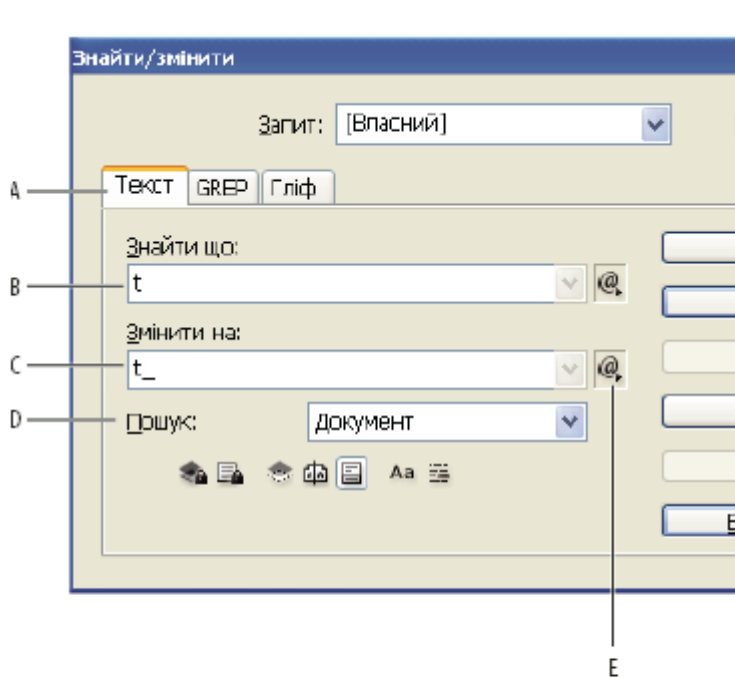 Знайти/змінити
Запит: [Власний]
A Текст GREP Гліф
Знайти що:
B t
Змінити на:
C t_
D Пошук: Документ
Aa
E